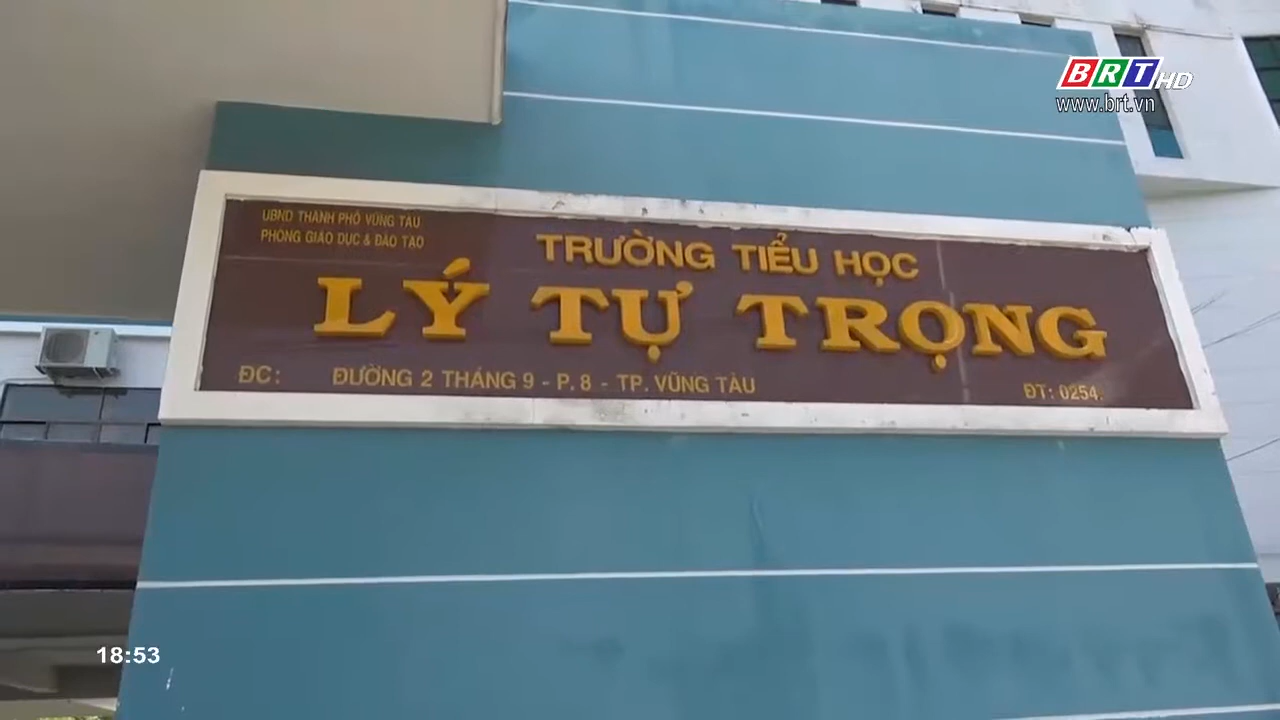 BRT HD
www.brt.vn
UBND THÀNH PHỐ VŨNG TÀU
PHÒNG GIÁO DỤC & ĐÀO TẠO
TRƯỜNG TIỂU HỌC
LÝ TỰ TRỌNG
ĐC: ĐƯỜNG 2 THÁNG 9 - P. 8 - TP. VŨNG TÀU ĐT: 0254.
18:53